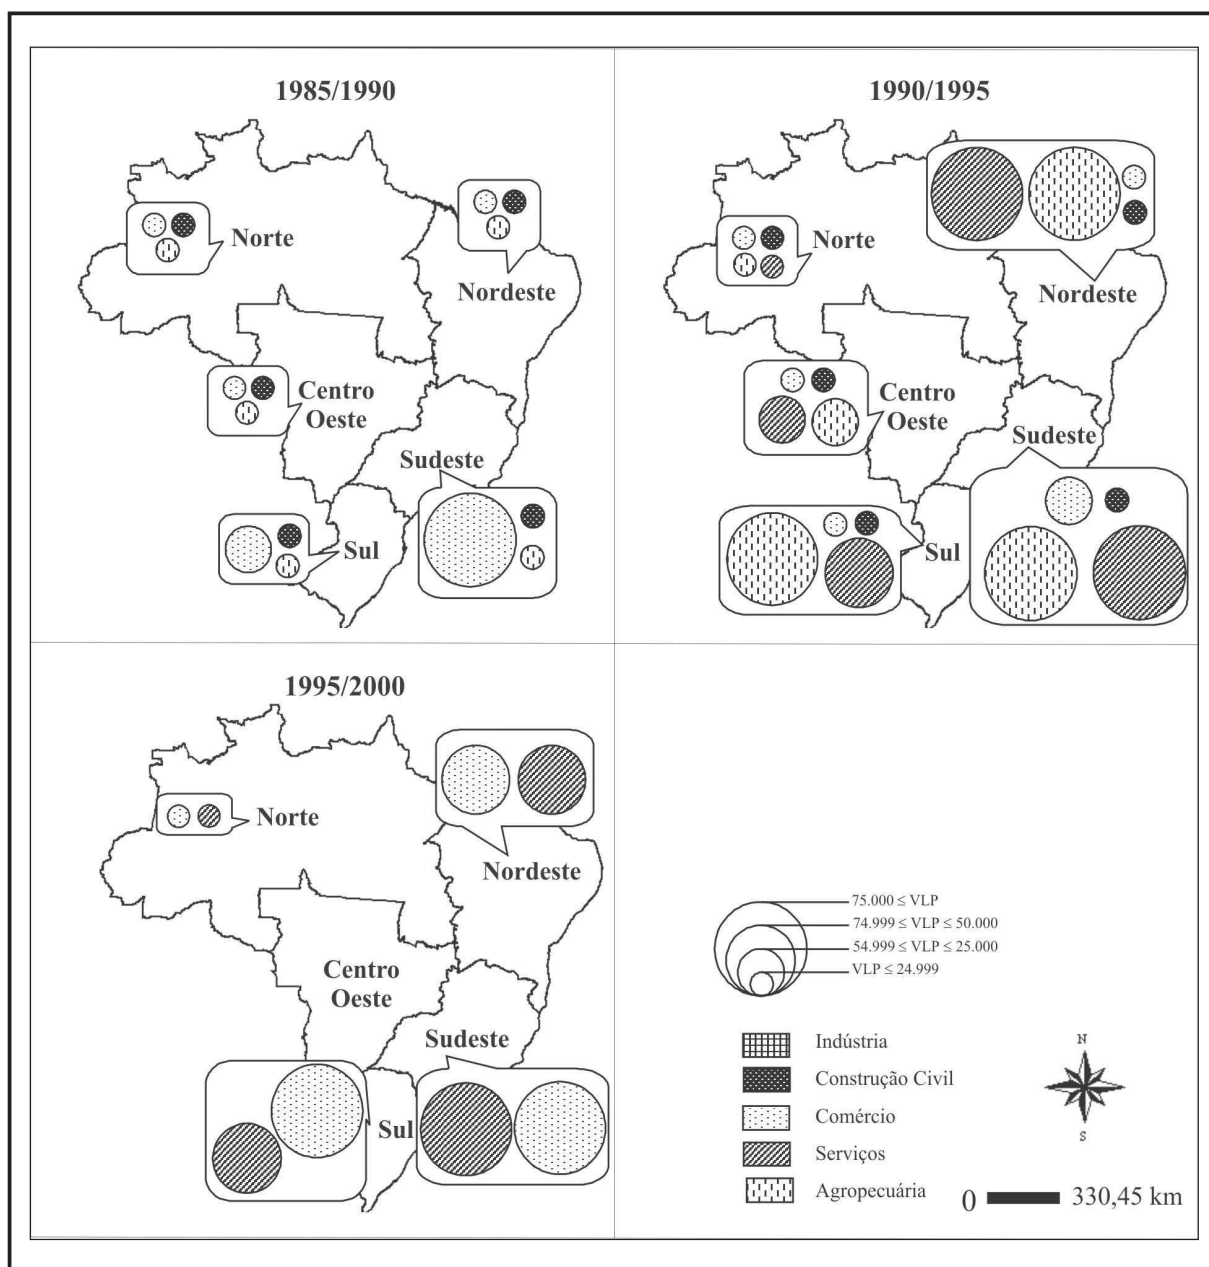 1985/1990
Norte
Nordeste
Centro
Oeste
Sudeste
Sul
1990/1995
Norte
Nordeste
Centro
Oeste
Sudeste
Sul
1995/2000
Norte
Nordeste
Centro
Oeste
Sudeste
Sul
75.000 ≤ VLP
74.999 ≤ VLP ≤ 50.000
54.999 ≤ VLP ≤ 25.000
VLP ≤ 24.999
Indústria
Construção Civil
Comércio
Serviços
Agropecuária
N
S
0 330,45 km